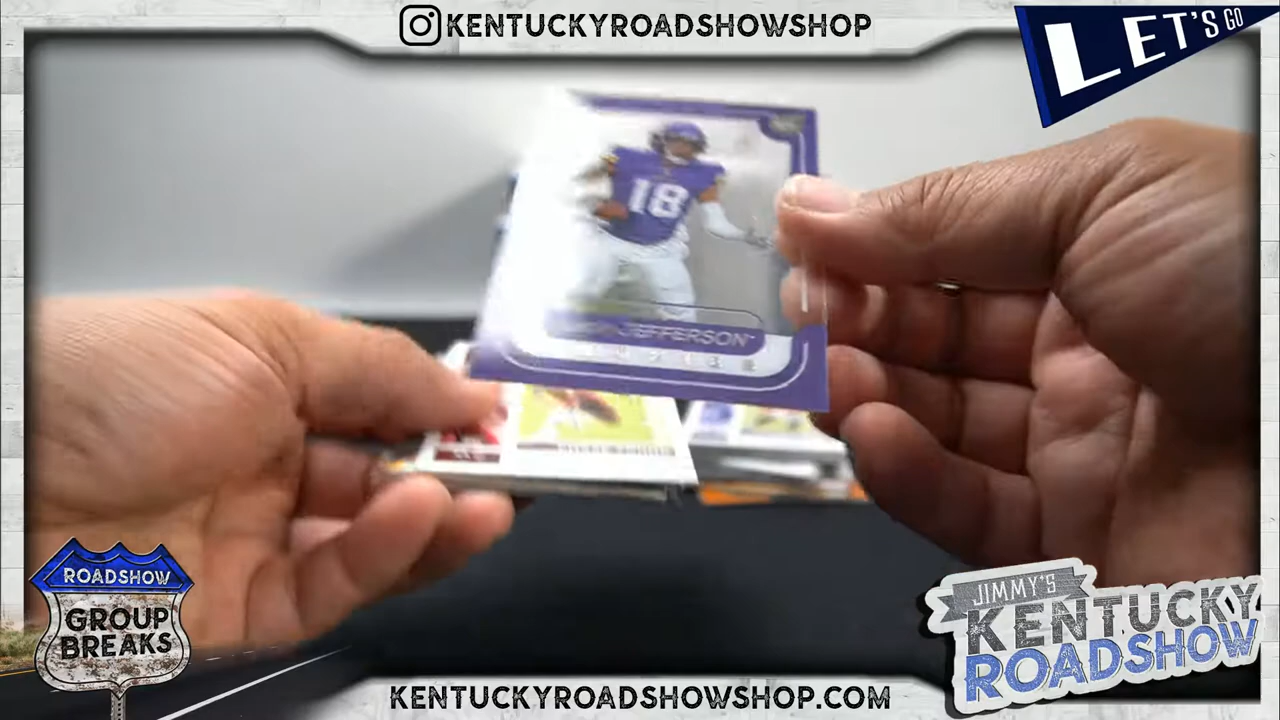 KENTUCKYROADSHOWSHOP
LET'S GO
18
JEFFERSON
ROADSHOW
GROUP
BREAKS
JIMMY'S
KENTUCKY
ROADSHOW
KENTUCKYROADSHOWSHOP.COM